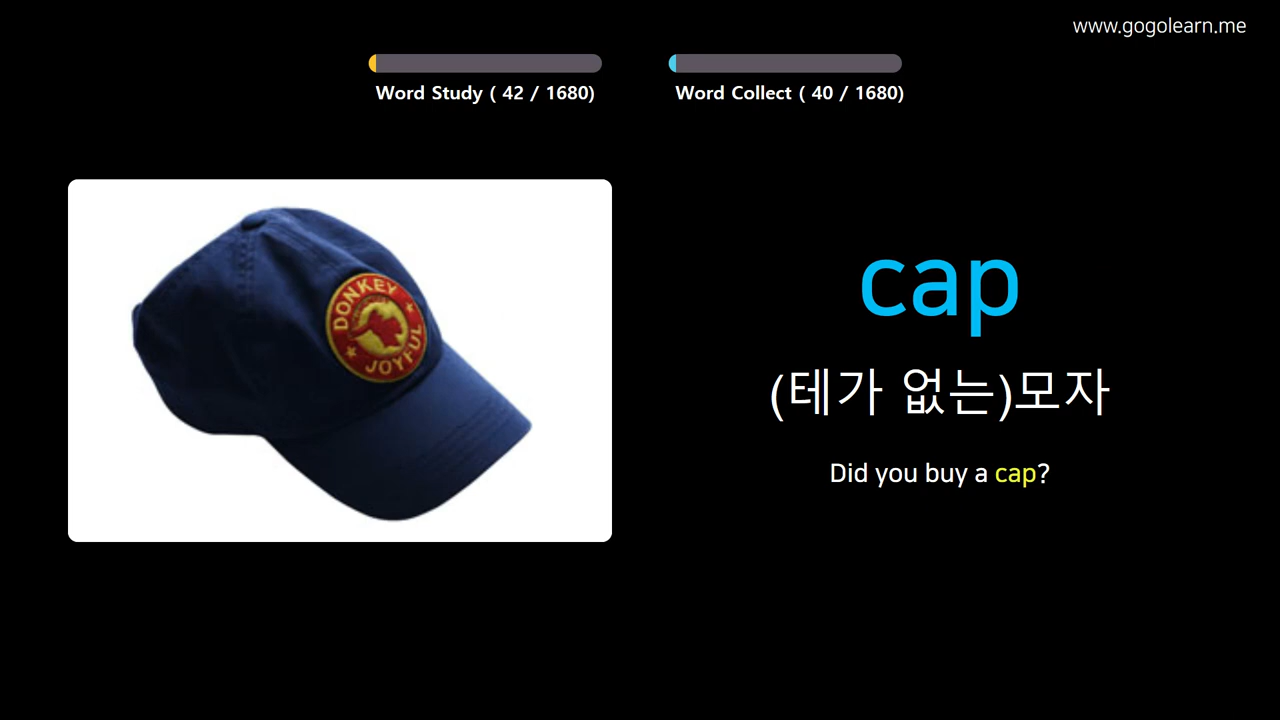 www.gogolearn.me
Word Study ( 42 / 1680)
Word Collect ( 40 / 1680)
DONKEY
JOYFUL
cap
(테가 없는)모자
Did you buy a cap?